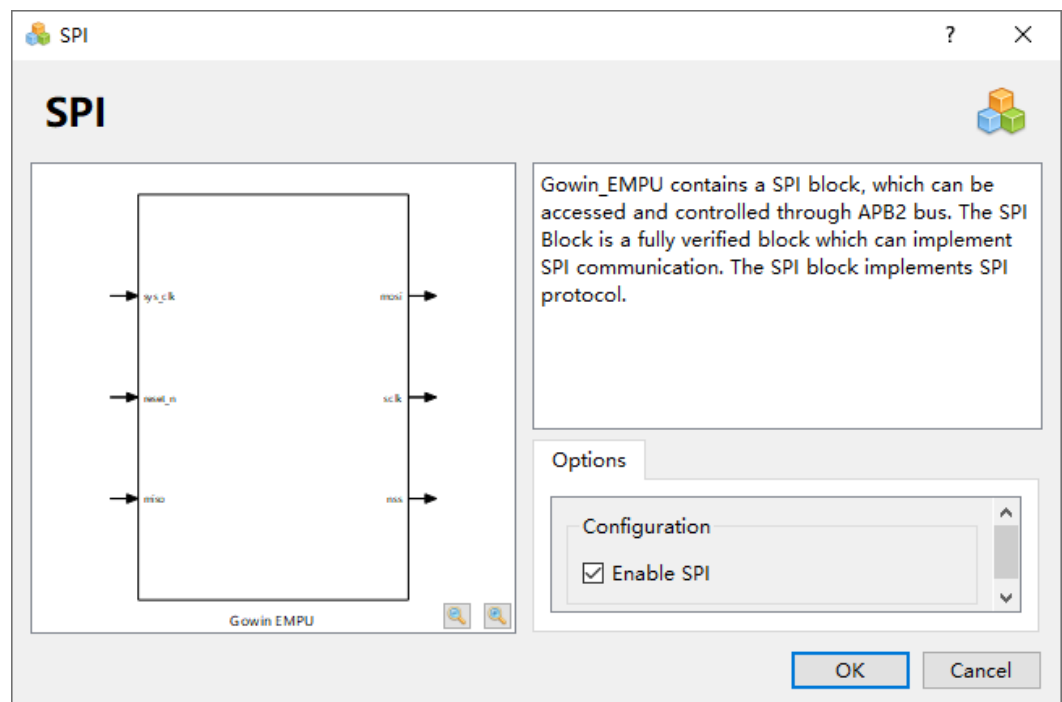 SPI
?
SPI
sys_clk
mosi
reset_n
sclk
miso
nss
Gowin EMPU
Gowin_EMPU contains a SPI block, which can be
accessed and controlled through APB2 bus. The SPI
Block is a fully verified block which can implement
SPI communication. The SPI block implements SPI
protocol.
Options
Configuration
Enable SPI
OK
Cancel